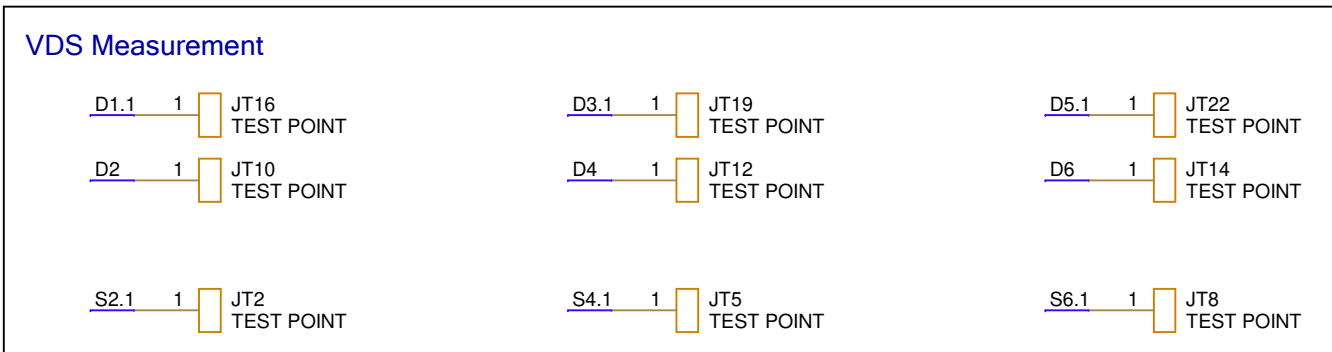 VDS Measurement
D1.1 1 JT16
TEST POINT
D3.1 1 JT19
TEST POINT
D5.1 1 JT22
TEST POINT
D2 1 JT10
TEST POINT
D4 1 JT12
TEST POINT
D6 1 JT14
TEST POINT
S2.1 1 JT2
TEST POINT
S4.1 1 JT5
TEST POINT
S6.1 1 JT8
TEST POINT